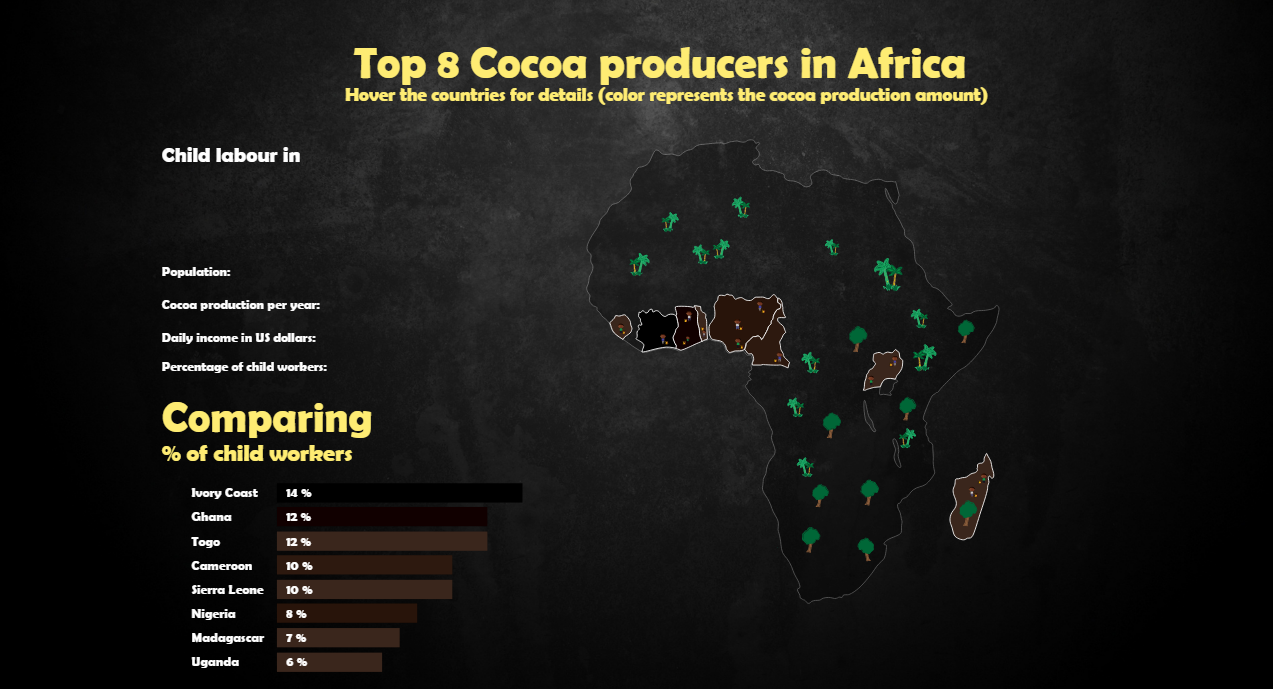 Top 8 Cocoa producers in Africa
Hover the countries for details (color represents the cocoa production amount)
Child labour in
Population:
Cocoa production per year:
Daily income in US dollars:
Percentage of child workers:
Comparing
% of child workers
Ivory Coast 14 %
Ghana 12 %
Togo 12 %
Cameroon 10 %
Sierra Leone 10 %
Nigeria 8 %
Madagascar 7 %
Uganda 6 %